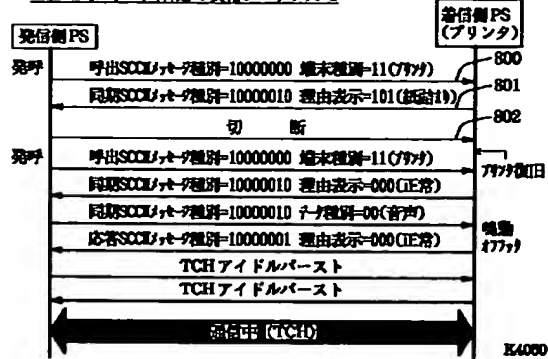 発信側PS
着信側PS
(プリンタ)
発呼
呼出SCCHメッセージ種別=10000000 端末種別=11(プリンタ)
800
同期SCCHメッセージ種別=10000010 理由表示=101(紙詰まり)
801
切 断
802
発呼
呼出SCCHメッセージ種別=10000000 端末種別=11(プリンタ)
プリンタ復旧
同期SCCHメッセージ種別=10000010 理由表示=000(正常)
同期SCCHメッセージ種別=10000010 データ種別=00(音声)
鳴動
応答SCCHメッセージ種別=10000001 理由表示=000(正常)
オフフック
TCHアイドルバースト
TCHアイドルバースト
通信中(TCH)
K4050